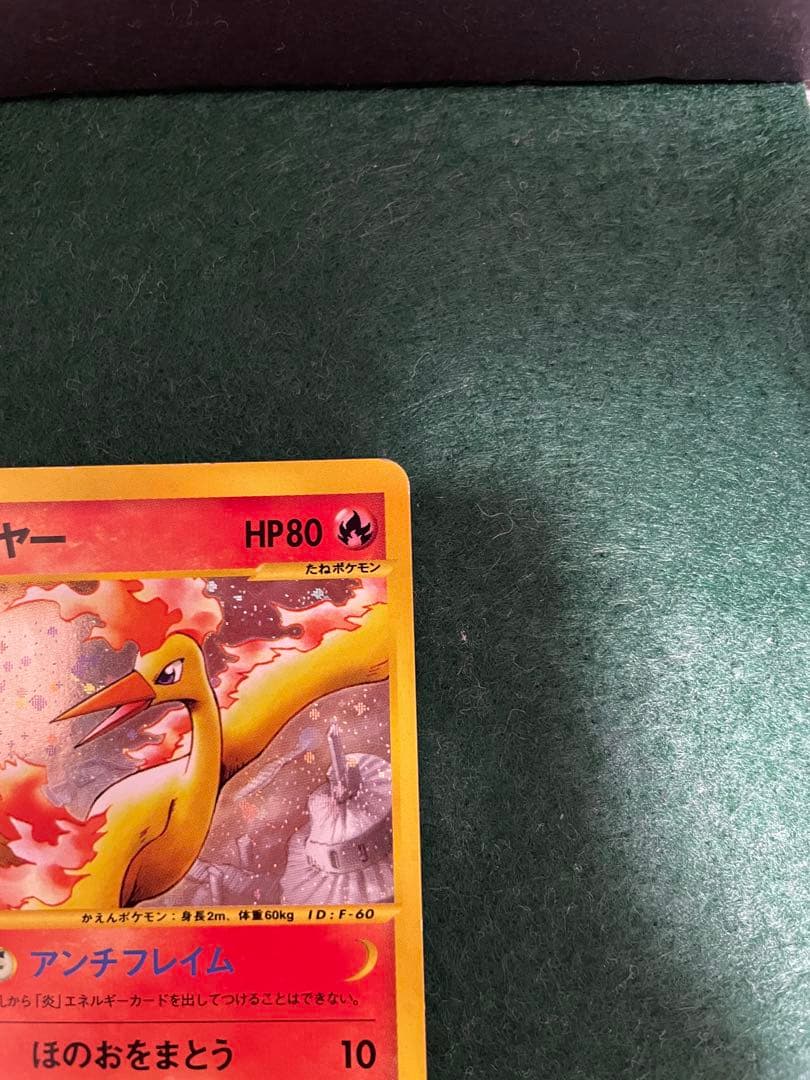 ヤー HP80
たねポケモン
かえんポケモン：身長2m、体重60kg ID:F-60
アンチフレイム
から「炎」エネルギーカードを出してつけることはできない。
ほのおをまとう 10